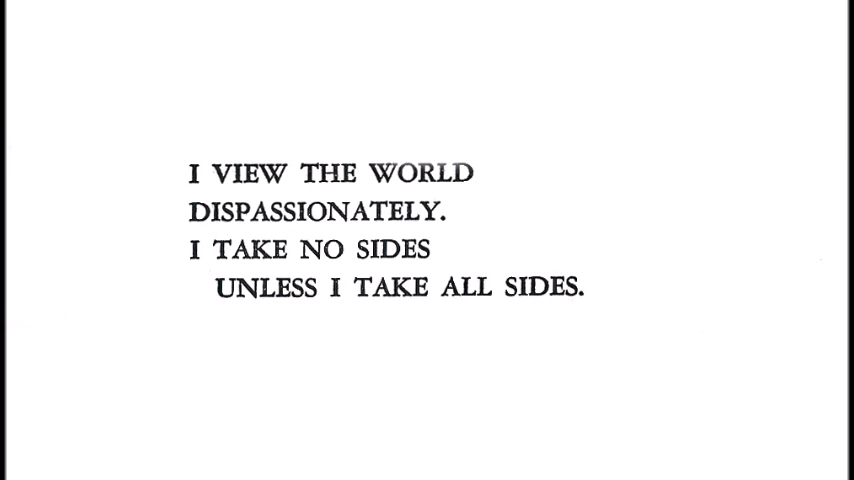 I VIEW THE WORLD
DISPASSIONATELY.
I TAKE NO SIDES
UNLESS I TAKE ALL SIDES.